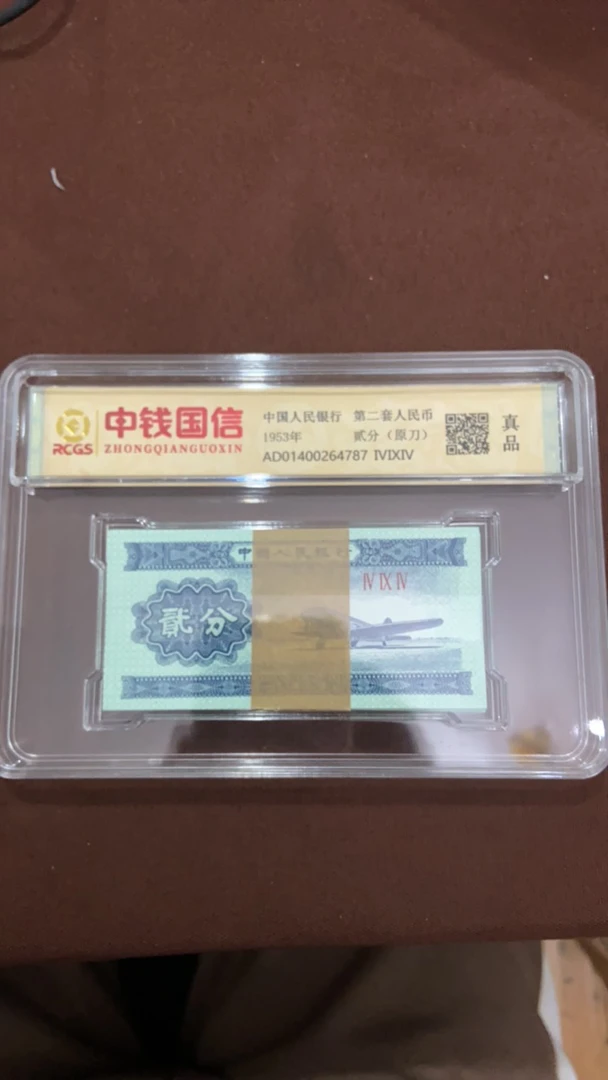 中钱国信
RCGS ZHONGQIANGUOXIN
中国人民银行 第二套人民币
1953年 贰分（原刀）
AD01400264787 IVIXIV
真品
中国人民银行
IV IX IV
貳分